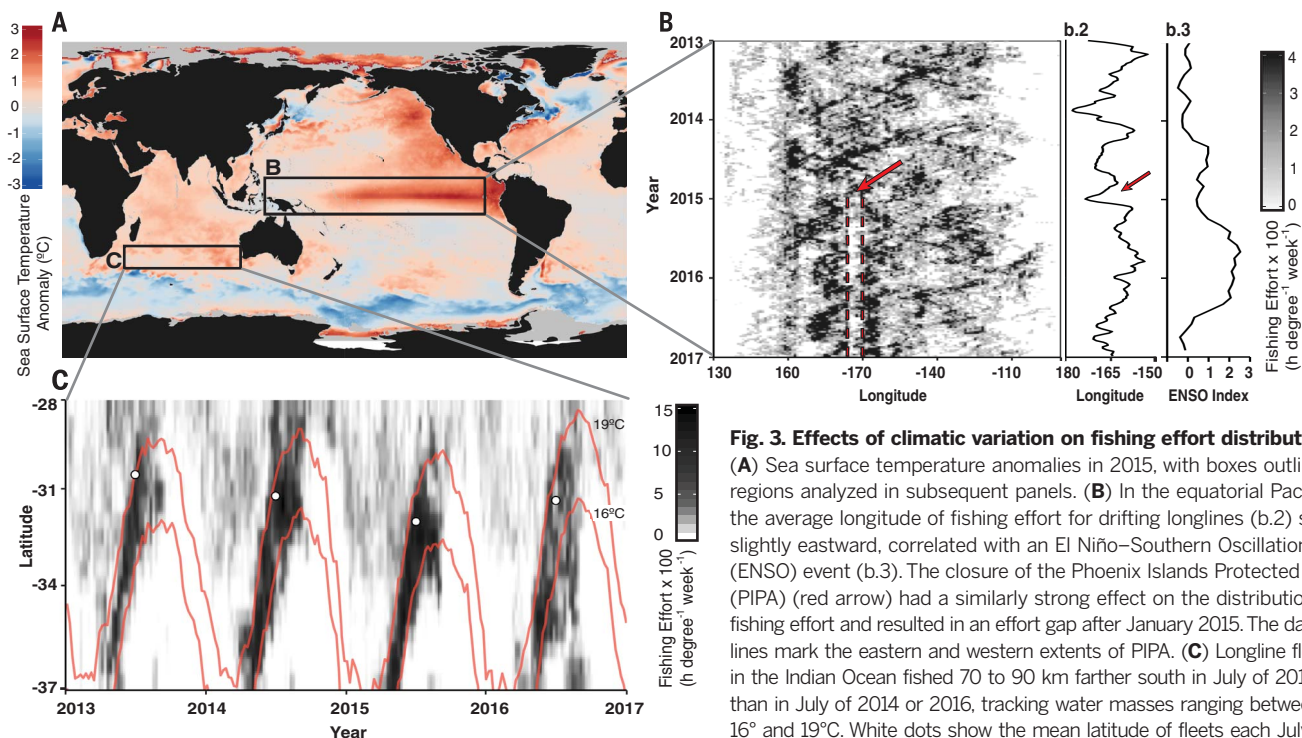 A
3
2
1
0
-1
-2
-3
Sea Surface Temperature
Anomaly (ºC)
B
C
B
b.2
b.3
2013
2014
2015
2016
2017
Year
130
160
-170
-140
-110
Longitude
180
-165
-150
Longitude
0
1
2
3
ENSO Index
4
3
2
1
0
Fishing Effort x 100
(h degree-1 week-1)
C
-28
-31
-34
-37
Latitude
19ºC
16ºC
2013
2014
2015
2016
2017
Year
15
10
5
0
Fishing Effort x 100
(h degree-1 week-1)
Fig. 3. Effects of climatic variation on fishing effort
(A) Sea surface temperature anomalies in 2015, with boxes
regions analyzed in subsequent panels. (B) In the equatorial
the average longitude of fishing effort for drifting longlines (b.2)
slightly eastward, correlated with an El Niño–Southern Oscillation
(ENSO) event (b.3). The closure of the Phoenix Islands Protected
(PIPA) (red arrow) had a similarly strong effect on the
fishing effort and resulted in an effort gap after January 2015. The
lines mark the eastern and western extents of PIPA. (C) Longline
in the Indian Ocean fished 70 to 90 km farther south in July of
than in July of 2014 or 2016, tracking water masses ranging
16° and 19°C. White dots show the mean latitude of fleets each July